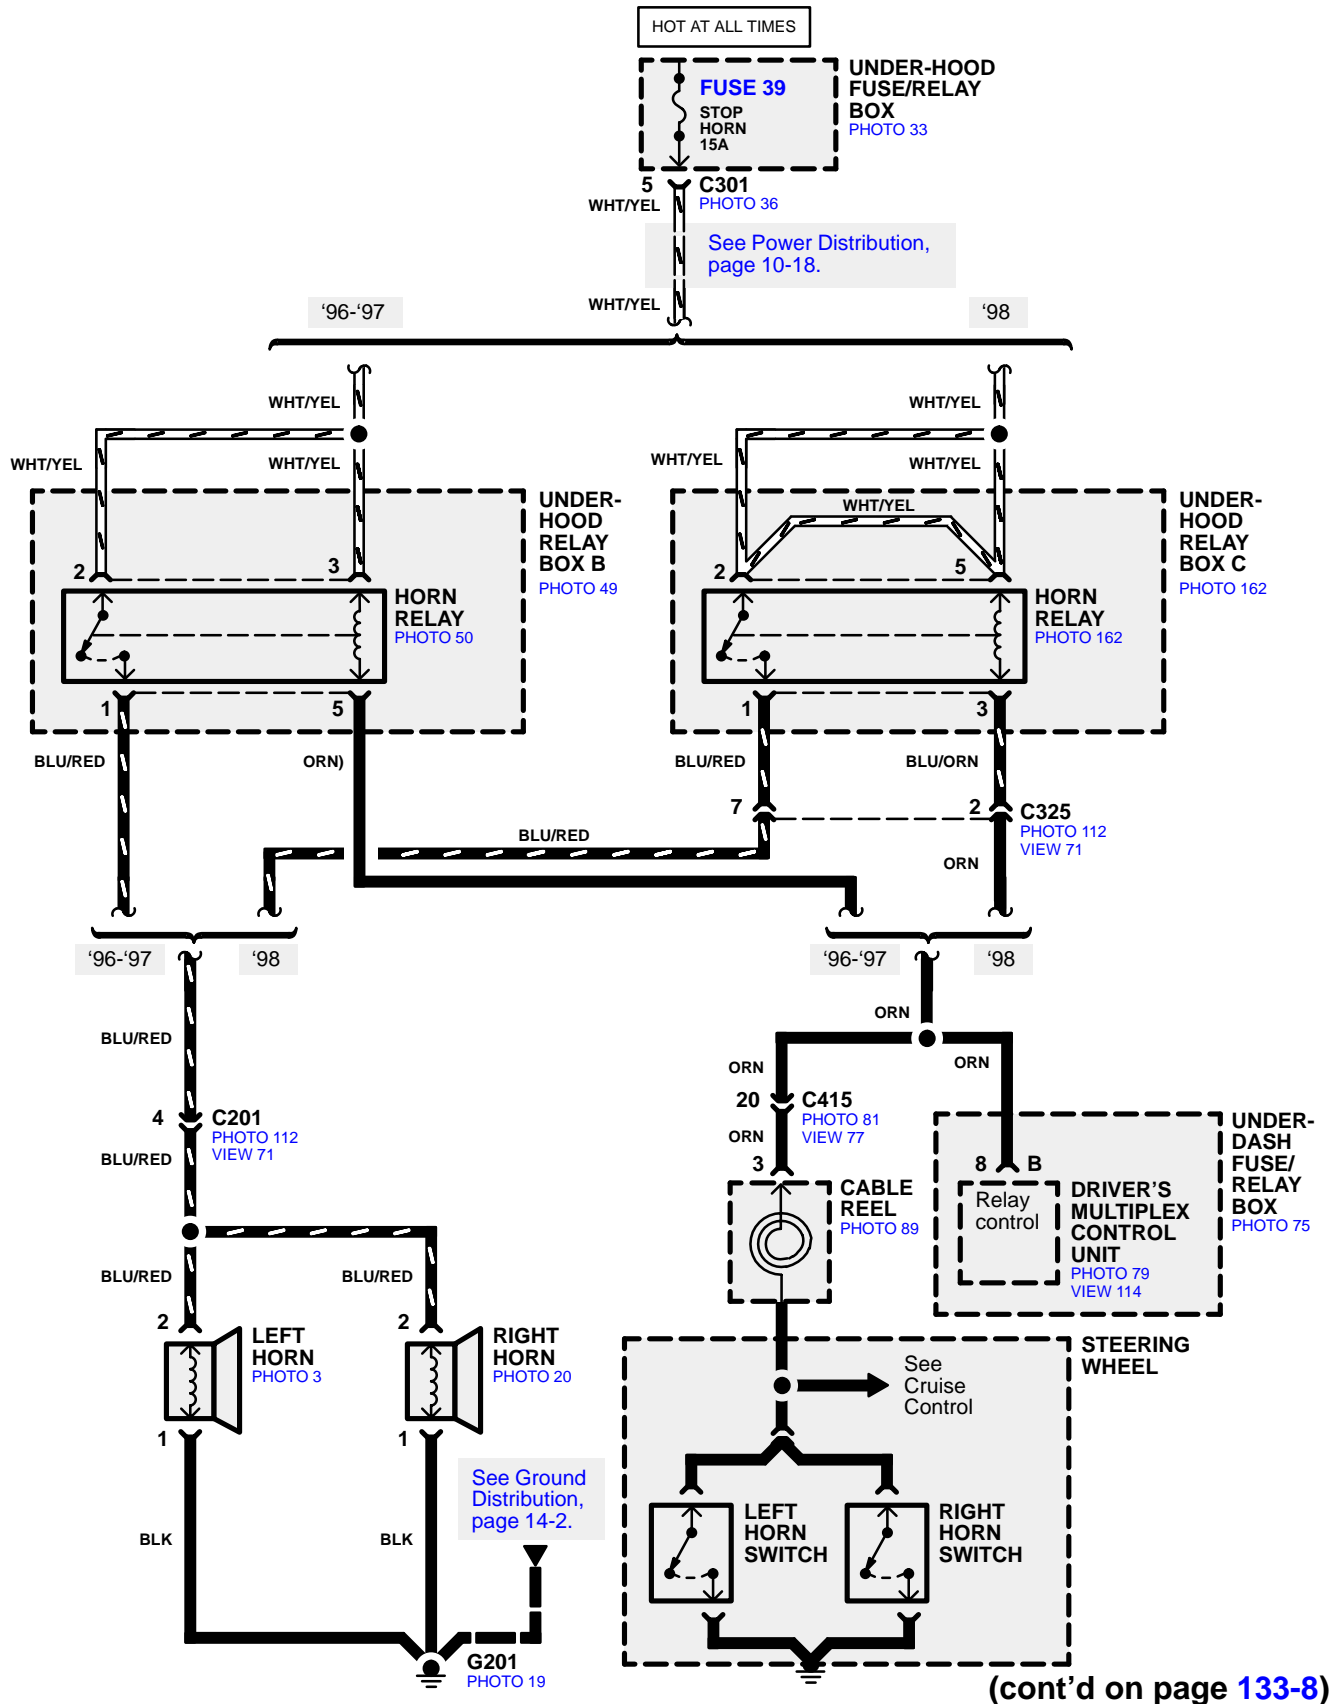 HOT AT ALL TIMES
FUSE 39
STOP
HORN
15A
UNDER-HOOD
FUSE/RELAY
BOX
PHOTO 33
5
C301
PHOTO 36
WHT/YEL
See Power Distribution,
page 10-18.
WHT/YEL
‘96-‘97
‘98
WHT/YEL
WHT/YEL
WHT/YEL
WHT/YEL
WHT/YEL
WHT/YEL
WHT/YEL
2
3
UNDER-
HOOD
RELAY
BOX B
PHOTO 49
HORN
RELAY
PHOTO 50
2
5
UNDER-
HOOD
RELAY
BOX C
PHOTO 162
HORN
RELAY
PHOTO 162
1
5
1
3
BLU/RED
ORN)
BLU/RED
BLU/ORN
7
2
C325
PHOTO 112
VIEW 71
BLU/RED
ORN
‘96-‘97
‘98
‘96-‘97
‘98
ORN
BLU/RED
ORN
ORN
4
C201
PHOTO 112
VIEW 71
20
C415
PHOTO 81
VIEW 77
BLU/RED
ORN
3
CABLE
REEL
PHOTO 89
8
B
Relay
control
DRIVER’S
MULTIPLEX
CONTROL
UNIT
PHOTO 79
VIEW 114
UNDER-
DASH
FUSE/
RELAY
BOX
PHOTO 75
BLU/RED
BLU/RED
2
LEFT
HORN
PHOTO 3
2
RIGHT
HORN
PHOTO 20
STEERING
WHEEL
See
Cruise
Control
1
1
See Ground
Distribution,
page 14-2.
BLK
BLK
LEFT
HORN
SWITCH
RIGHT
HORN
SWITCH
G201
PHOTO 19
(cont’d on page 133-8)